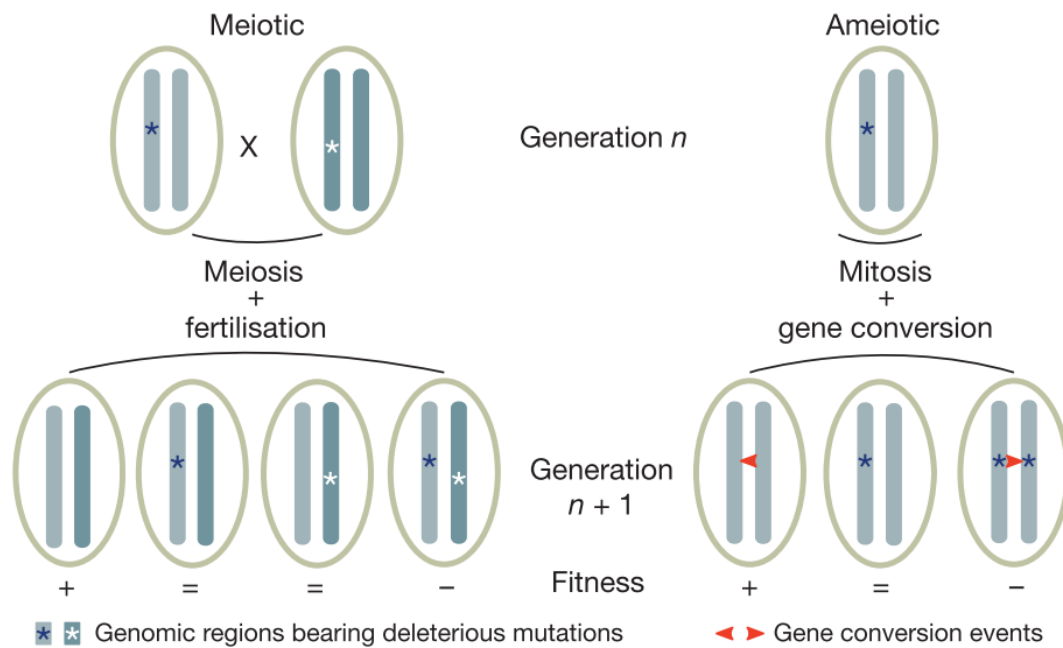 Meiotic
Ameiotic
* X *
Generation n
*
Meiosis
+
fertilisation
Mitosis
+
gene conversion
* * * *
Generation
n + 1
* * *
+ = = −
Fitness
+ = −
* * Genomic regions bearing deleterious mutations
Gene conversion events